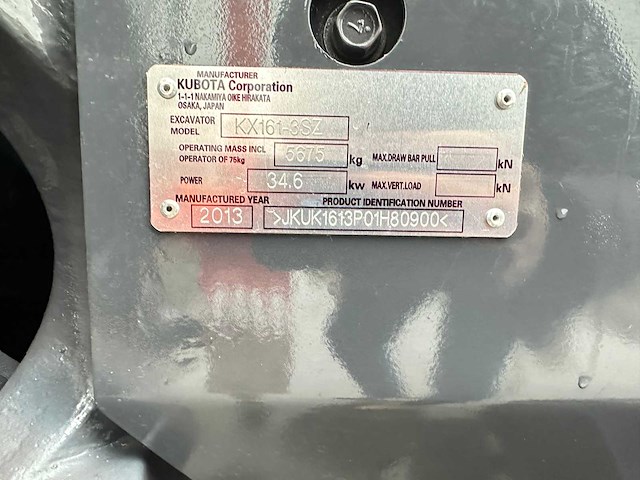 MANUFACTURER
KUBOTA Corporation
1-1-1 NAKAMIYA OIKE HIRAKATA
OSAKA, JAPAN
EXCAVATOR MODEL KX161-3SZ
OPERATING MASS INCL OPERATOR OF 75kg 5675 kg MAX.DRAW BAR PULL kN
POWER 34.6 kw MAX.VERT.LOAD kN
MANUFACTURED YEAR PRODUCT IDENTIFICATION NUMBER
2013 >JKUK1613P01H80900<